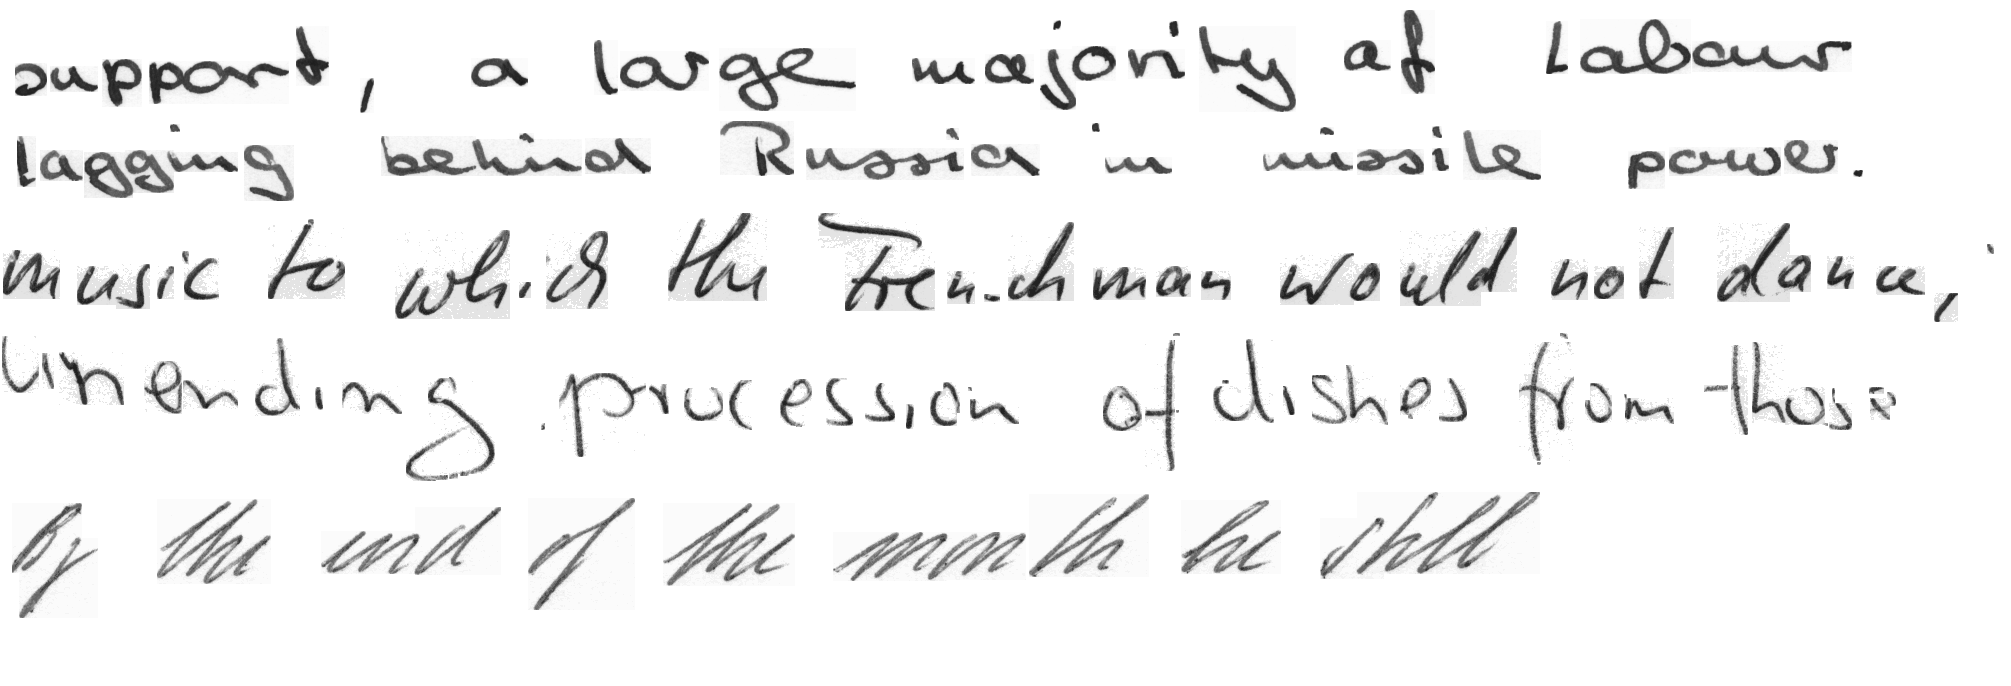 support, a large majority of Labour
lagging behind Russia in missile power.
music to which the Frenchman would not dance,
unending procession of dishes from those
By the end of the month he still